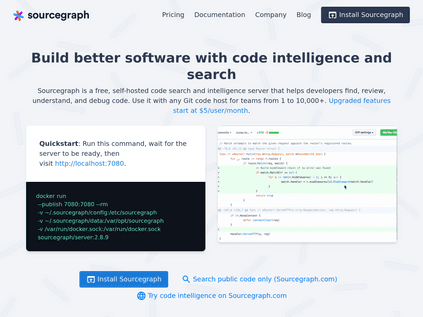 sourcegraph
Pricing Documentation Company Blog Install Sourcegraph
Build better software with code intelligence and
search
Sourcegraph is a free, self-hosted code search and intelligence server that helps developers find, review,
understand, and debug code. Use it with any Git code host for teams from 1 to 10,000+. Upgraded features
start at $5/user/month.
Quickstart: Run this command, wait for
the server to be ready, then
visit http://localhost:7080.
docker run
--publish 7080:7080 --rm
-v ~/.sourcegraph/config:/etc/sourcegraph
-v ~/.sourcegraph/data:/var/opt/sourcegraph
-v /var/run/docker.sock:/var/run/docker.sock
sourcegraph/server:2.8.9
Install Sourcegraph
Search public code only (Sourcegraph.com)
Try code intelligence on Sourcegraph.com